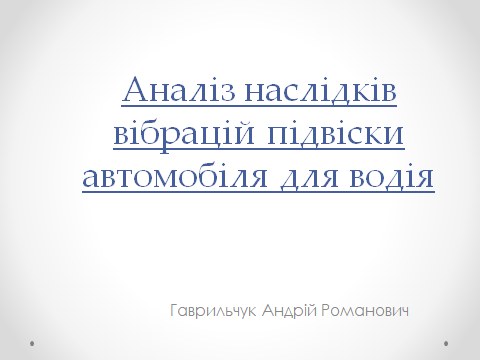 Аналіз наслідків
вібрацій підвіски
автомобіля для водія
Гаврильчук Андрій Романович